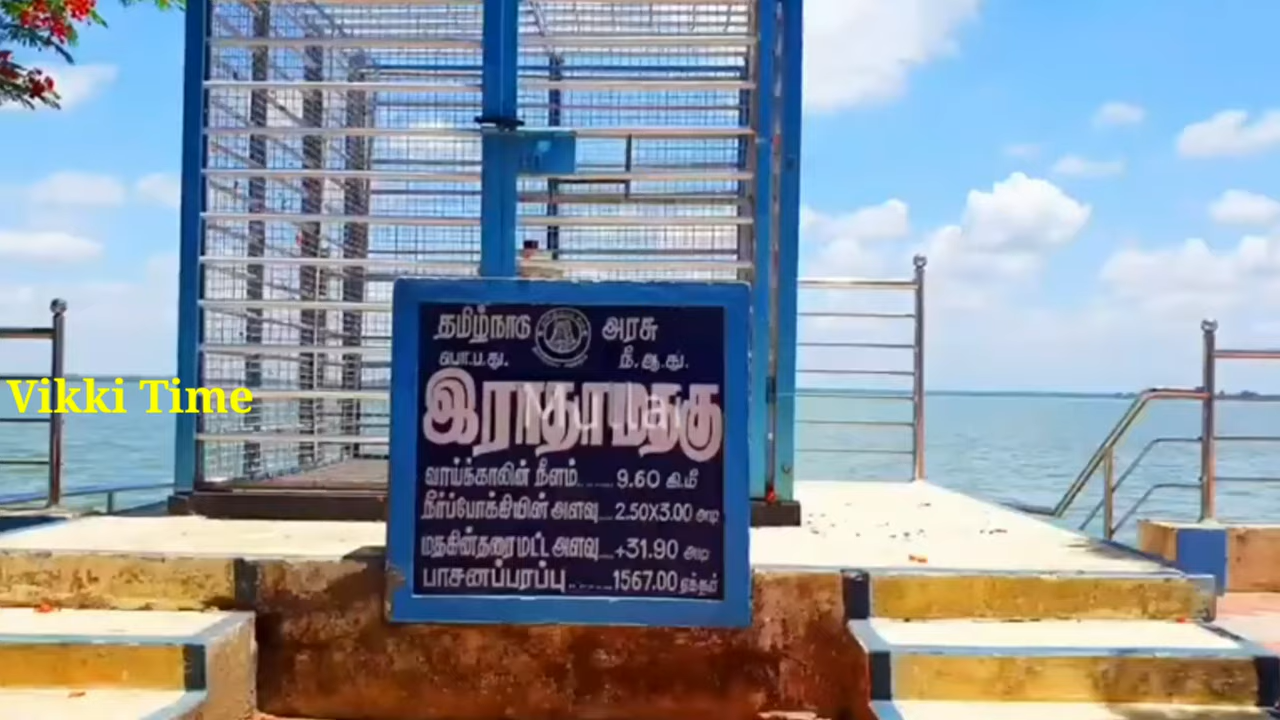 தமிழ்நாடு அரசு
பொ.ப.து. நீ.ஆ.து.
இராதாமதகு
வாய்க்காலின் நீளம்......9.60 கி.மீ
நீர்ப்போக்சியின் அளவு....2.50X3.00 அடி
மதகின்தரைமட்ட அளவு....+31.90 அடி
பாசனப்பரப்பு........1567.00 ஏக்கர்
Vikki Time